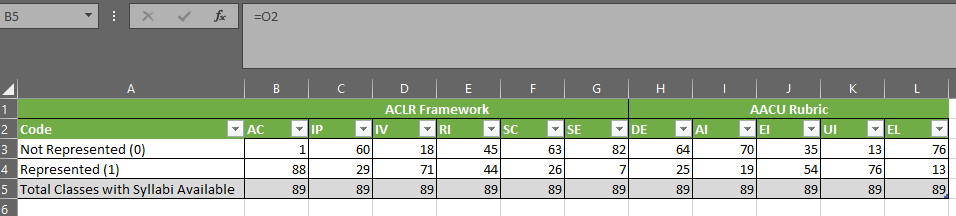 B5 fx =O2
A B C D E F G H I J K L
1 ACLR Framework AACU Rubric
2 Code AC IP IV RI SC SE DE AI EI UI EL
3 Not Represented (0) 1 60 18 45 63 82 64 70 35 13 76
4 Represented (1) 88 29 71 44 26 7 25 19 54 76 13
5 Total Classes with Syllabi Available 89 89 89 89 89 89 89 89 89 89 89
6